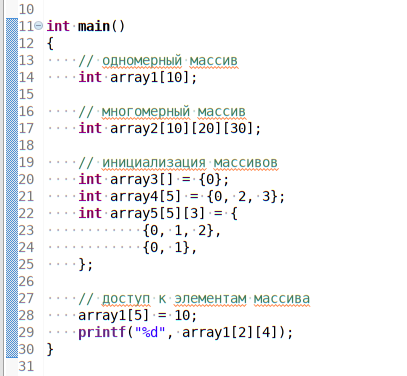 10
11 int main()
12 {
13 // одномерный массив
14 int array1[10];
15
16 // многомерный массив
17 int array2[10][20][30];
18
19 // инициализация массивов
20 int array3[] = {0};
21 int array4[5] = {0, 2, 3};
22 int array5[5][3] = {
23 {0, 1, 2},
24 {0, 1},
25 };
26
27 // доступ к элементам массива
28 array1[5] = 10;
29 printf("%d", array1[2][4]);
30 }
31